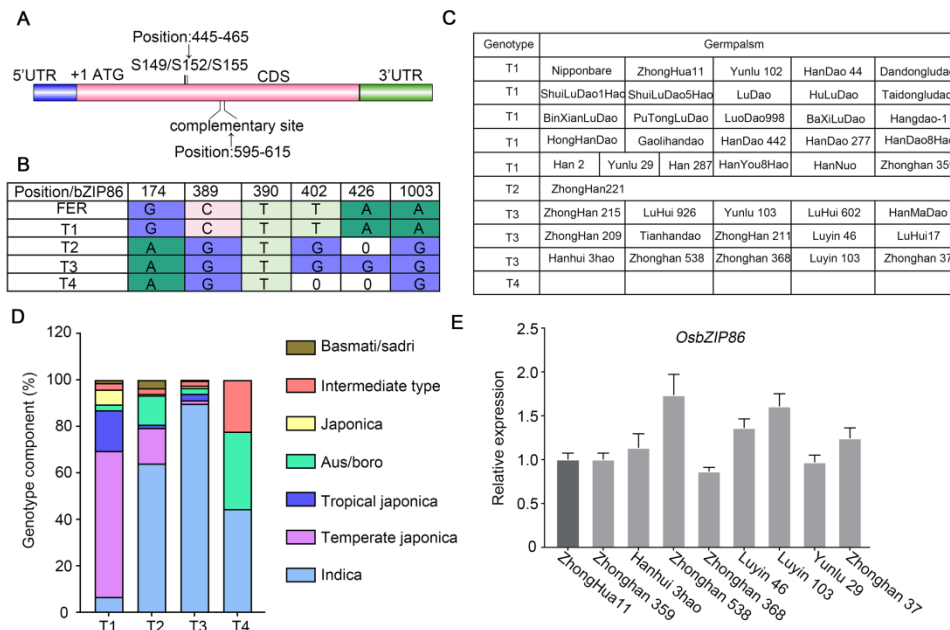 A
Position:445-465
S149/S152/S155
5'UTR +1 ATG CDS 3'UTR
complementary site
Position:595-615
B
Position/bZIP86 174 389 390 402 426 1003
FER G C T T A A
T1 G C T T A A
T2 A G T G 0 G
T3 A G T G G G
T4 A G T 0 0 G
C
Genotype Germpalsm
T1 Nipponbare ZhongHua11 Yunlu 102 HanDao 44 Dandongludao
T1 ShuiLuDao1Hao ShuiLuDao5Hao LuDao HuLuDao Taidongludao
T1 BinXianLuDao PuTongLuDao LuoDao998 BaXiLuDao Hangdao-1
T1 HongHanDao Gaolihandao HanDao 442 HanDao 277 HanDao8Hao
T1 Han 2 Yunlu 29 Han 287 HanYou8Hao HanNuo Zhonghan 359
T2 ZhongHan221
T3 ZhongHan 215 LuHui 926 Yunlu 103 LuHui 602 HanMaDao
T3 ZhongHan 209 Tianhandao ZhongHan 211 Luyin 46 LuHui17
T3 Hanhui 3hao Zhonghan 538 Zhonghan 368 Luyin 103 Zhonghan 37
T4
D
Genotype component (%)
120
100
80
60
40
20
0
T1 T2 T3 T4
Basmati/sadri
Intermediate type
Japonica
Aus/boro
Tropical japonica
Temperate japonica
Indica
E
OsbZIP86
Relative expression
2.5
2.0
1.5
1.0
0.5
0
ZhongHua11
Zhonghan 359
Hanhui 3hao
Zhonghan 538
Zhonghan 368
Luyin 46
Luyin 103
Yunlu 29
Zhonghan 37